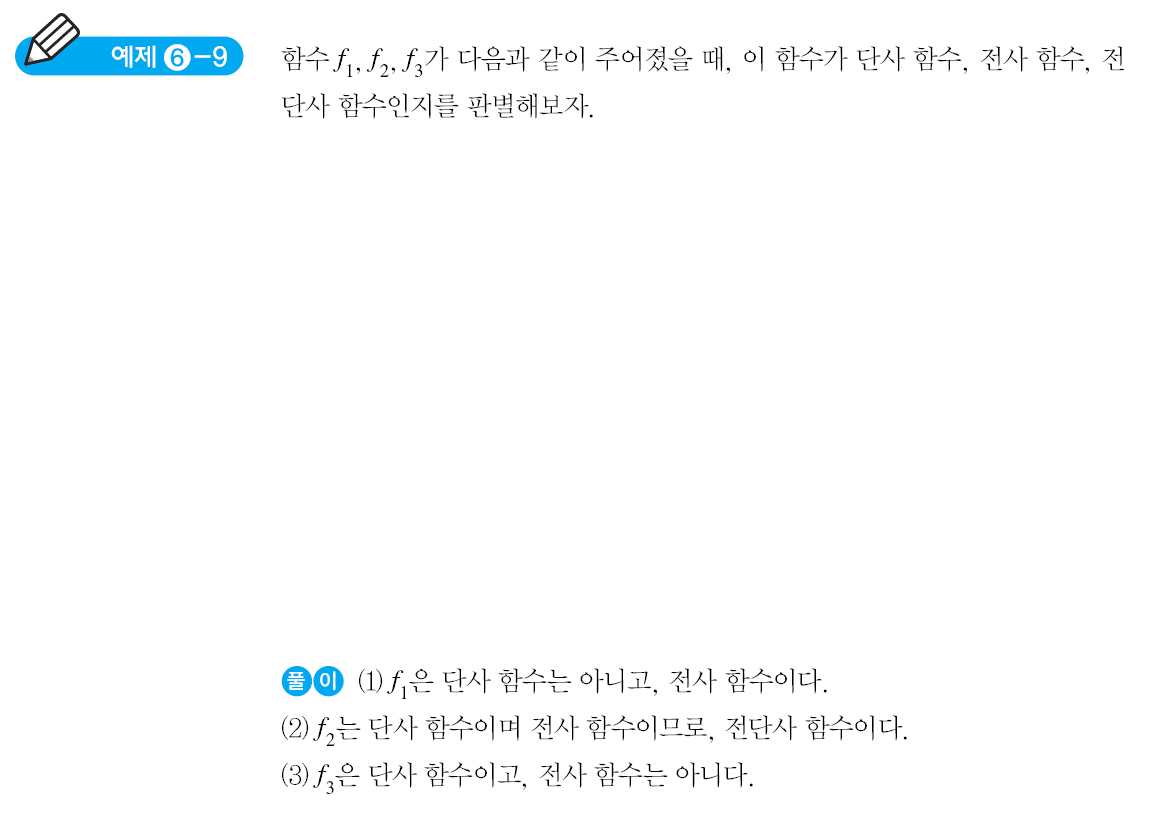 예제 6-9
함수 f₁, f₂, f₃가 다음과 같이 주어졌을 때, 이 함수가 단사 함수, 전사 함수, 전
단사 함수인지를 판별해보자.
풀이 (1) f₁은 단사 함수는 아니고, 전사 함수이다.
(2) f₂는 단사 함수이며 전사 함수이므로, 전단사 함수이다.
(3) f₃은 단사 함수이고, 전사 함수는 아니다.